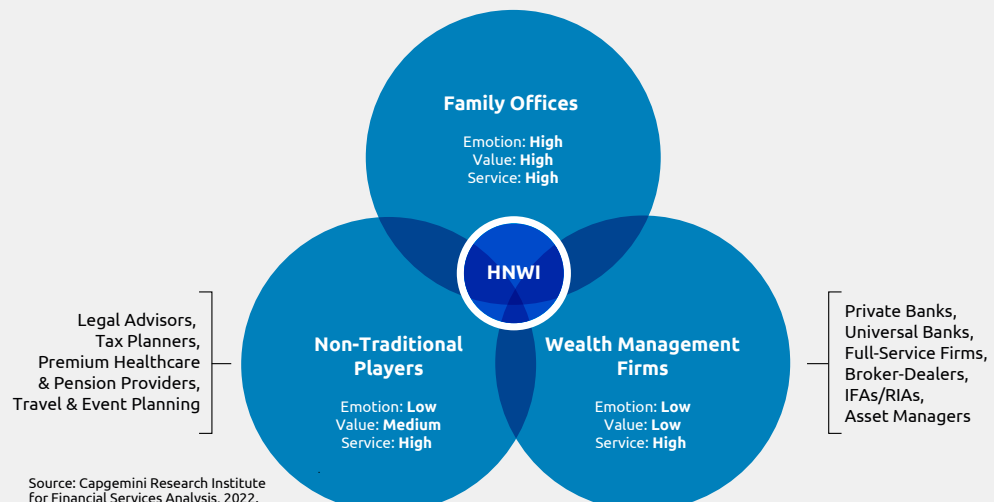 Family Offices
Emotion: High
Value: High
Service: High
HNWI
Legal Advisors,
Tax Planners,
Premium Healthcare
& Pension Providers,
Travel & Event Planning
Non-Traditional
Players
Emotion: Low
Value: Medium
Service: High
Wealth Management
Firms
Emotion: Low
Value: Low
Service: High
Private Banks,
Universal Banks,
Full-Service Firms,
Broker-Dealers,
IFAs/RIAs,
Asset Managers
Source: Capgemini Research Institute
for Financial Services Analysis, 2022.